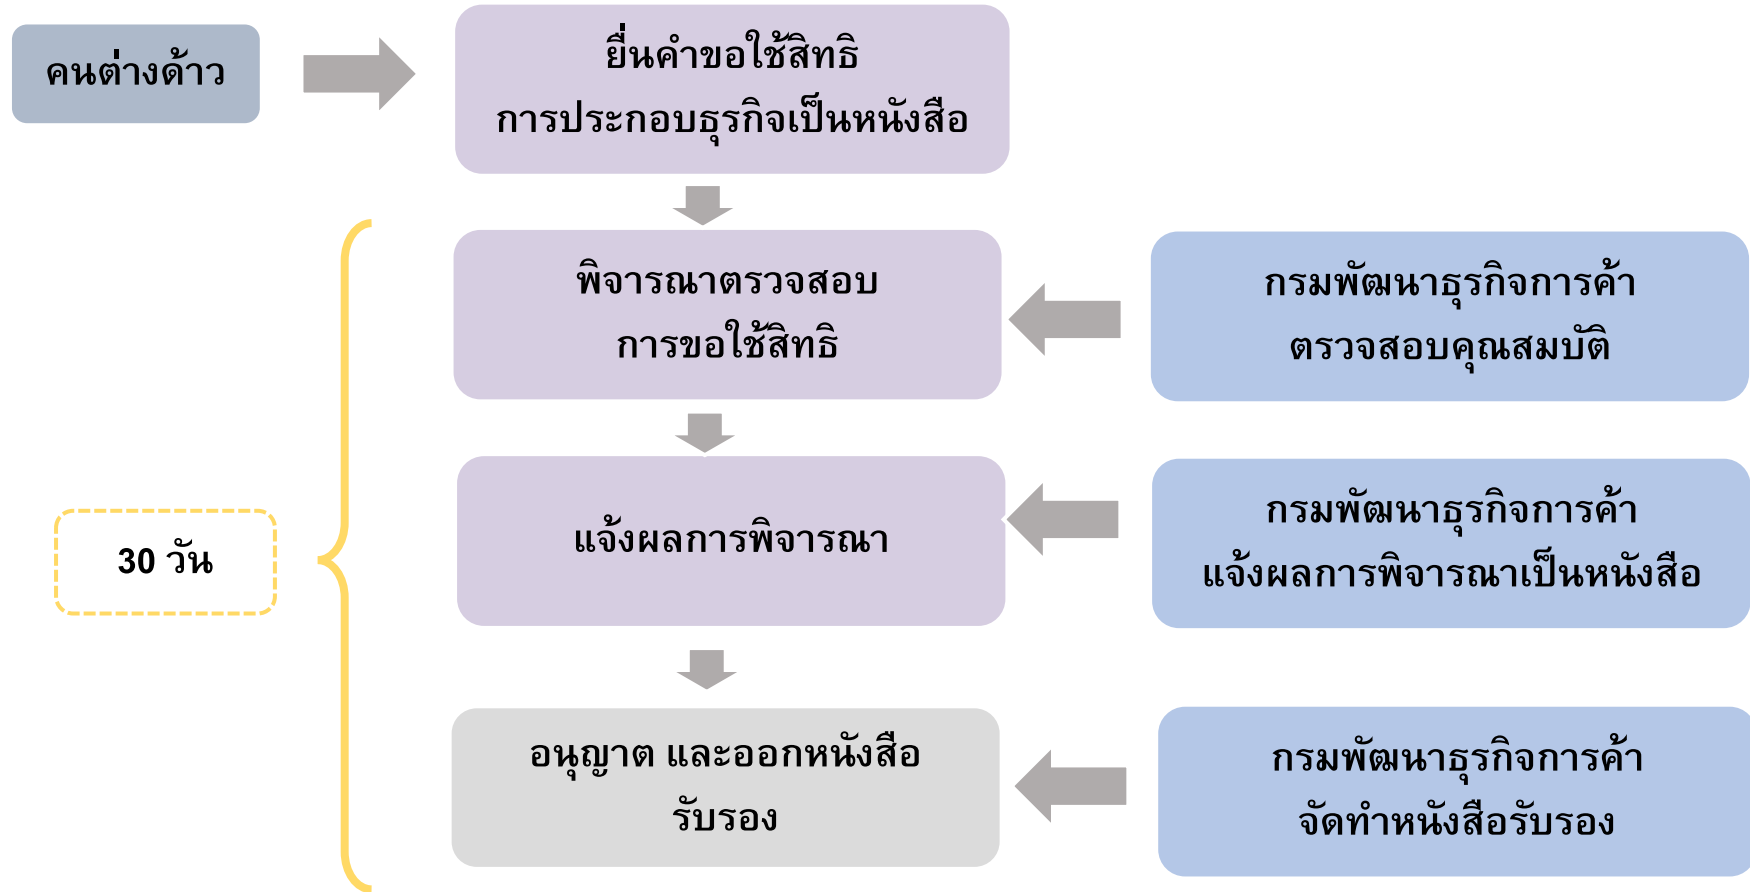 คนต่างด้าว
ยื่นคำขอใช้สิทธิ
การประกอบธุรกิจเป็นหนังสือ
พิจารณาตรวจสอบ
การขอใช้สิทธิ
กรมพัฒนาธุรกิจการค้า
ตรวจสอบคุณสมบัติ
แจ้งผลการพิจารณา
กรมพัฒนาธุรกิจการค้า
แจ้งผลการพิจารณาเป็นหนังสือ
30 วัน
อนุญาต และออกหนังสือ
รับรอง
กรมพัฒนาธุรกิจการค้า
จัดทำหนังสือรับรอง